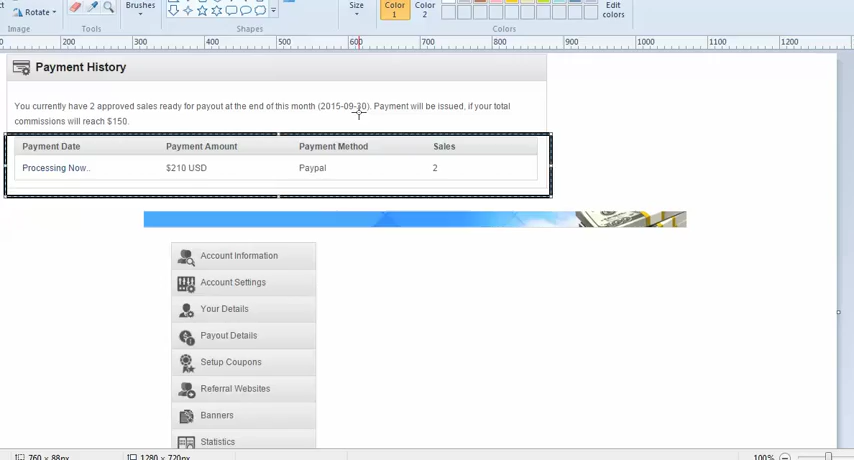 Rotate
Brushes
Size
Color 1
Color 2
Edit colors
Image
Tools
Shapes
Colors
200
300
400
500
600
700
800
900
1000
1100
1200
Payment History
You currently have 2 approved sales ready for payout at the end of this month (2015-09-30). Payment will be issued, if your total
commissions will reach $150.
Payment Date Payment Amount Payment Method Sales
Processing Now.. $210 USD Paypal 2
Account Information
Account Settings
Your Details
Payout Details
Setup Coupons
Referral Websites
Banners
Statistics
760 × 88px 1280 × 720px 100%